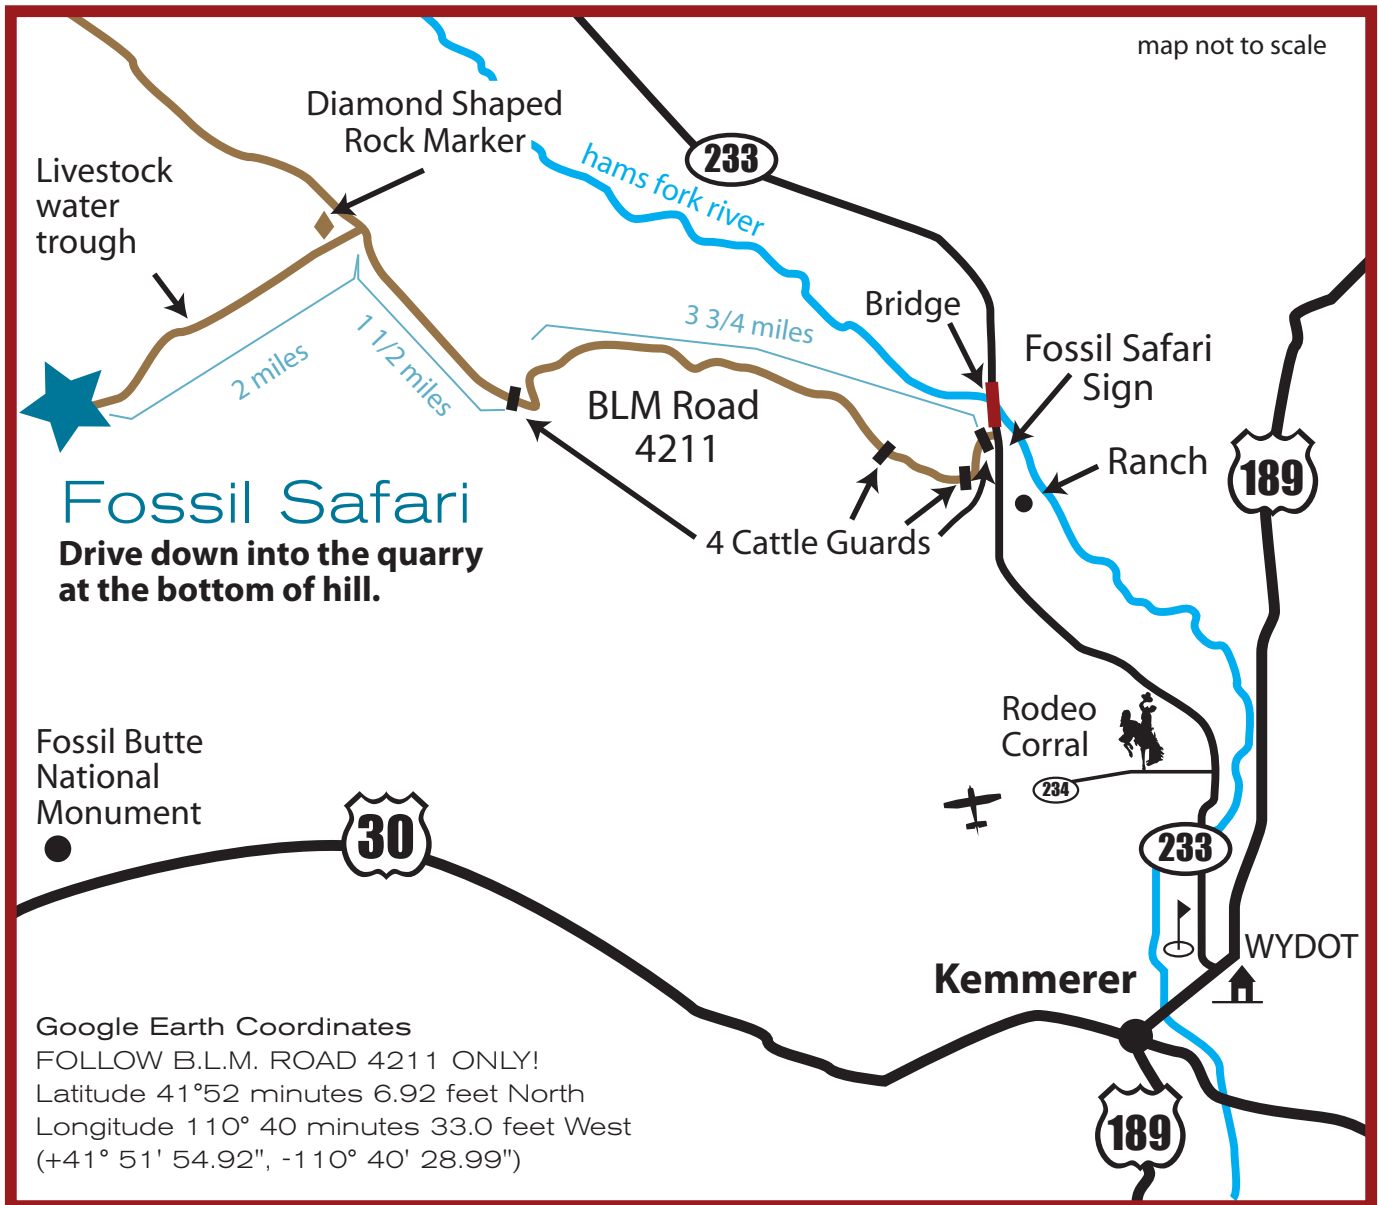 map not to scale
Diamond Shaped
Rock Marker
233
hams fork river
Livestock
water
trough
Bridge
3 3/4 miles
Fossil Safari
Sign
1 1/2 miles
2 miles
BLM Road
4211
Ranch
189
Fossil Safari
Drive down into the quarry
at the bottom of hill.
4 Cattle Guards
Rodeo
Corral
234
Fossil Butte
National
Monument
30
233
WYDOT
Kemmerer
Google Earth Coordinates
FOLLOW B.L.M. ROAD 4211 ONLY!
Latitude 41°52 minutes 6.92 feet North
Longitude 110° 40 minutes 33.0 feet West
(+41° 51' 54.92", -110° 40' 28.99")
189